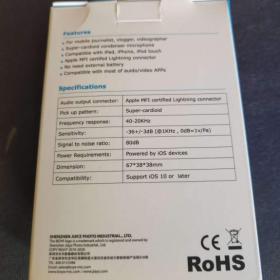 Features
For mobile journalist, vlogger, videographer
Super-cardioid condenser microphone
Compatible with iPad, iPhone, iPod touch
Apple MFI certified Lightning connector
No need external battery
Compatible with most of audio/video APPs
Specifications
Audio output connector: Apple MFI certified Lightning connector
Pick up pattern: Super-cardioid
Frequency response: 40-20KHz
Sensitivity: -36+/-3dB (@1KHz , 0dB=1v/Pa)
Signal to noise ratio: 80dB
Power Requirements: Powered by iOS devices
Dimension: 67*38*38mm
Compatibility: Support iOS 10 or later
SHENZHEN JIAYZ PHOTO INDUSTRIAL., LTD.
RoHS